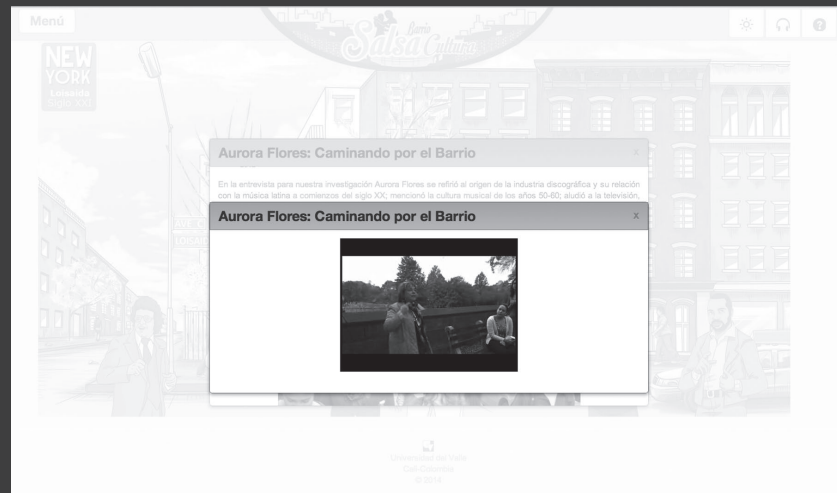 Menú
Barrio
Salsa Cultura
NEW
YORK
Loisaida
Siglo XXI
Aurora Flores: Caminando por el Barrio x
En la entrevista para nuestra investigación Aurora Flores se refirió al origen de la industria discográfica y su relación
con la música latina a comienzos del siglo XX; mencionó la cultura musical de los años 50-60; aludió a la televisión,
Aurora Flores: Caminando por el Barrio x
Universidad del Valle
Cali-Colombia